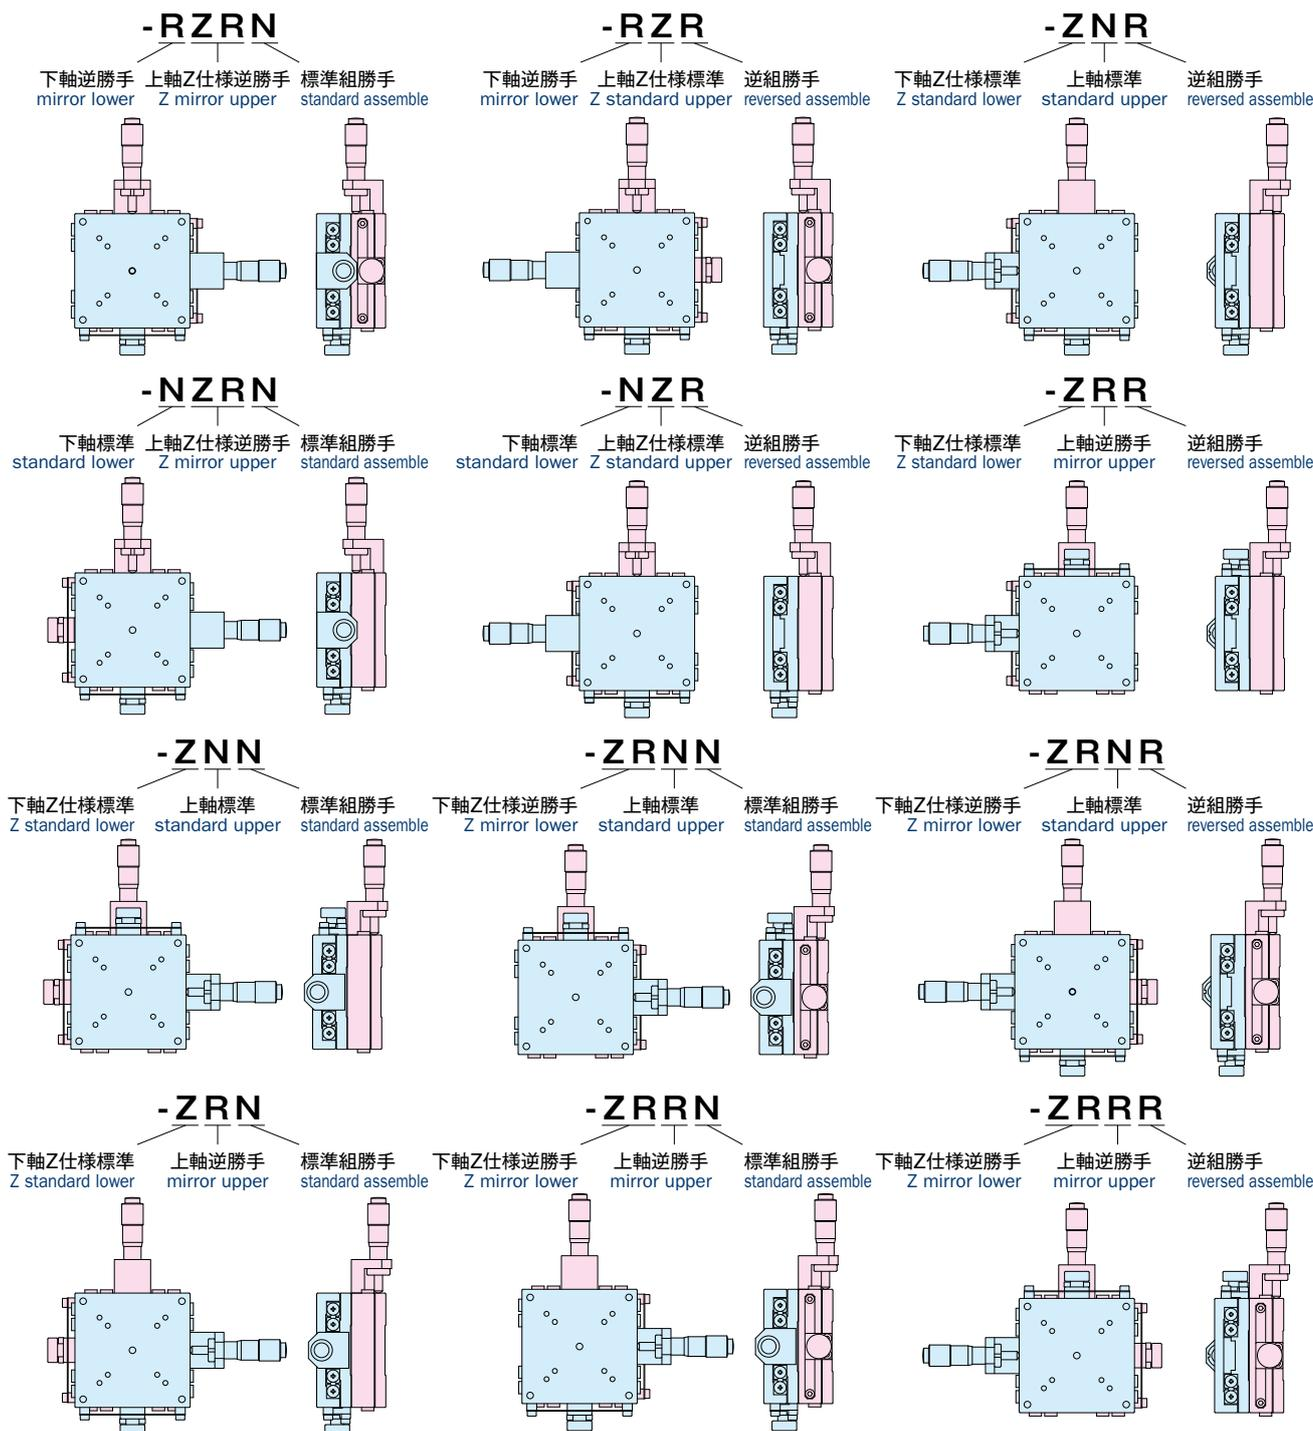 -RZRN
下軸逆勝手 上軸Z仕様逆勝手 標準組勝手
mirror lower Z mirror upper standard assemble
-RZR
下軸逆勝手 上軸Z仕様標準 逆組勝手
mirror lower Z standard upper reversed assemble
-ZNR
下軸Z仕様標準 上軸標準 逆組勝手
Z standard lower standard upper reversed assemble
-NZRN
下軸標準 上軸Z仕様逆勝手 標準組勝手
standard lower Z mirror upper standard assemble
-NZR
下軸標準 上軸Z仕様標準 逆組勝手
standard lower Z standard upper reversed assemble
-ZRR
下軸Z仕様標準 上軸逆勝手 逆組勝手
Z standard lower mirror upper reversed assemble
-ZNN
下軸Z仕様標準 上軸標準 標準組勝手
Z standard lower standard upper standard assemble
-ZRNN
下軸Z仕様逆勝手 上軸標準 標準組勝手
Z mirror lower standard upper standard assemble
-ZRNR
下軸Z仕様逆勝手 上軸標準 逆組勝手
Z mirror lower standard upper reversed assemble
-ZRN
下軸Z仕様標準 上軸逆勝手 標準組勝手
Z standard lower mirror upper standard assemble
-ZRRN
下軸Z仕様逆勝手 上軸逆勝手 標準組勝手
Z mirror lower mirror upper standard assemble
-ZRRR
下軸Z仕様逆勝手 上軸逆勝手 逆組勝手
Z mirror lower mirror upper reversed assemble